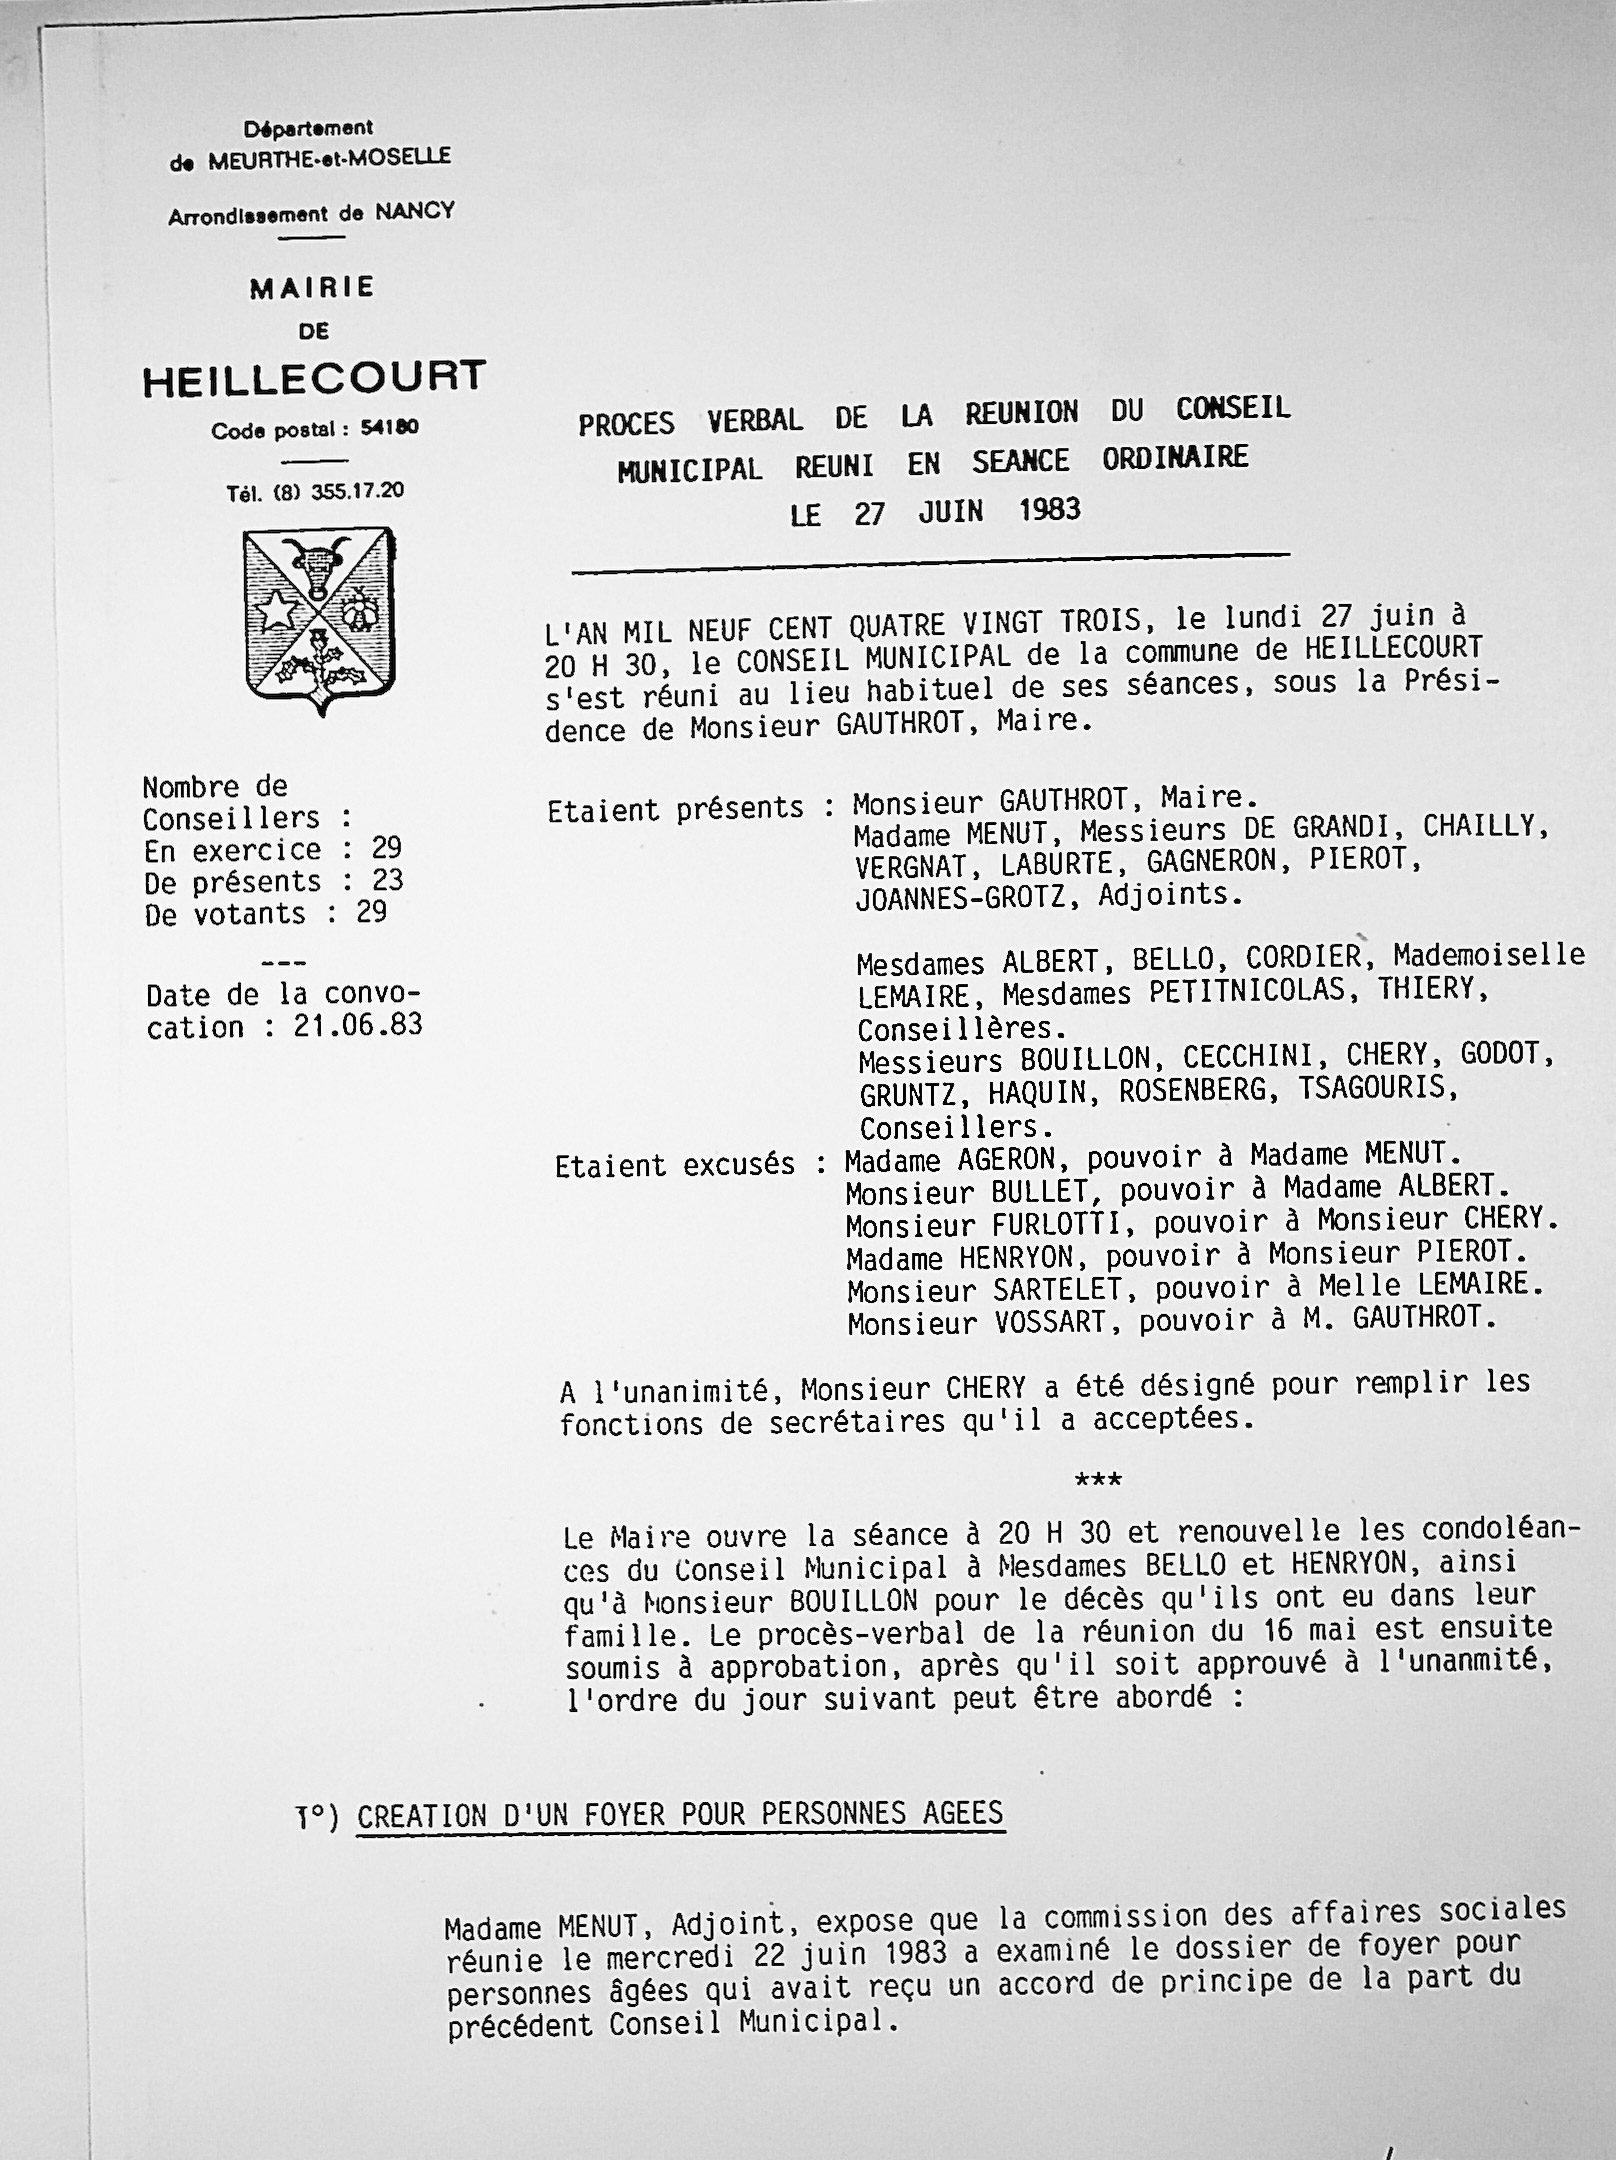 Département
de MEURTHE-et-MOSELLE
Arrondissement de NANCY
MAIRIE
DE
HEILLECOURT
Code postal : 54180
Tél. (8) 355.17.20
PROCES VERBAL DE LA REUNION DU CONSEIL
MUNICIPAL REUNI EN SEANCE ORDINAIRE
LE 27 JUIN 1983
L'AN MIL NEUF CENT QUATRE VINGT TROIS, le lundi 27 juin à
20 H 30, le CONSEIL MUNICIPAL de la commune de HEILLECOURT
s'est réuni au lieu habituel de ses séances, sous la Prési-
dence de Monsieur GAUTHROT, Maire.
Nombre de
Conseillers :
En exercice : 29
De présents : 23
De votants : 29
---
Date de la convo-
cation : 21.06.83
Etaient présents : Monsieur GAUTHROT, Maire.
Madame MENUT, Messieurs DE GRANDI, CHAILLY,
VERGNAT, LABURTE, GAGNERON, PIEROT,
JOANNES-GROTZ, Adjoints.
Mesdames ALBERT, BELLO, CORDIER, Mademoiselle
LEMAIRE, Mesdames PETITNICOLAS, THIERY,
Conseillères.
Messieurs BOUILLON, CECCHINI, CHERY, GODOT,
GRUNTZ, HAQUIN, ROSENBERG, TSAGOURIS,
Conseillers.
Etaient excusés : Madame AGERON, pouvoir à Madame MENUT.
Monsieur BULLET, pouvoir à Madame ALBERT.
Monsieur FURLOTTI, pouvoir à Monsieur CHERY.
Madame HENRYON, pouvoir à Monsieur PIEROT.
Monsieur SARTELET, pouvoir à Melle LEMAIRE.
Monsieur VOSSART, pouvoir à M. GAUTHROT.
A l'unanimité, Monsieur CHERY a été désigné pour remplir les
fonctions de secrétaires qu'il a acceptées.
***
Le Maire ouvre la séance à 20 H 30 et renouvelle les condoléan-
ces du Conseil Municipal à Mesdames BELLO et HENRYON, ainsi
qu'à Monsieur BOUILLON pour le décès qu'ils ont eu dans leur
famille. Le procès-verbal de la réunion du 16 mai est ensuite
soumis à approbation, après qu'il soit approuvé à l'unanmité,
l'ordre du jour suivant peut être abordé :
1°) CREATION D'UN FOYER POUR PERSONNES AGEES
Madame MENUT, Adjoint, expose que la commission des affaires sociales
réunie le mercredi 22 juin 1983 a examiné le dossier de foyer pour
personnes âgées qui avait reçu un accord de principe de la part du
précédent Conseil Municipal.